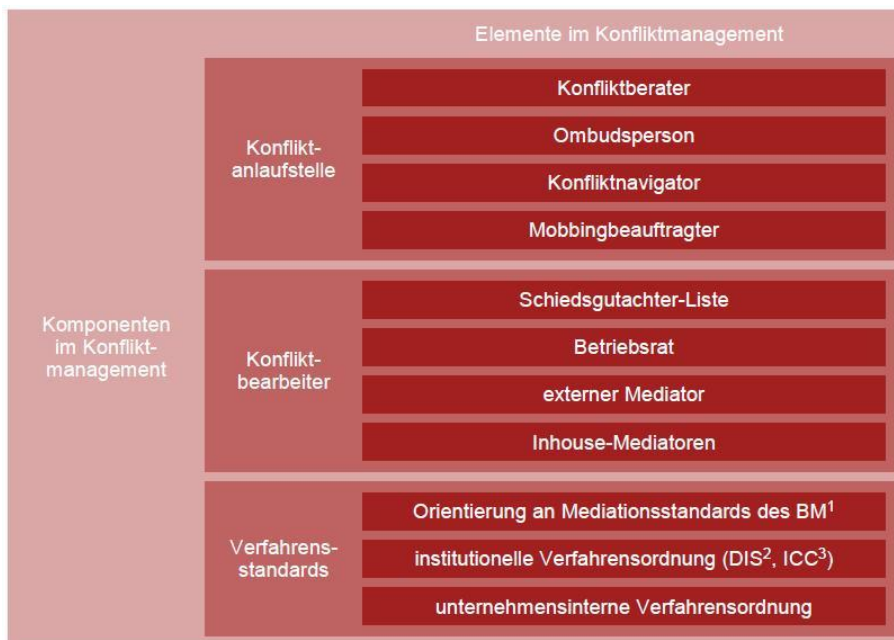 Elemente im Konfliktmanagement
Komponenten
im Konflikt-
management
Konflikt-
anlaufstelle
Konfliktberater
Ombudsperson
Konfliktnavigator
Mobbingbeauftragter
Konflikt-
bearbeiter
Schiedsgutachter-Liste
Betriebsrat
externer Mediator
Inhouse-Mediatoren
Verfahrens-
standards
Orientierung an Mediationsstandards des BM¹
institutionelle Verfahrensordnung (DIS², ICC³)
unternehmensinterne Verfahrensordnung